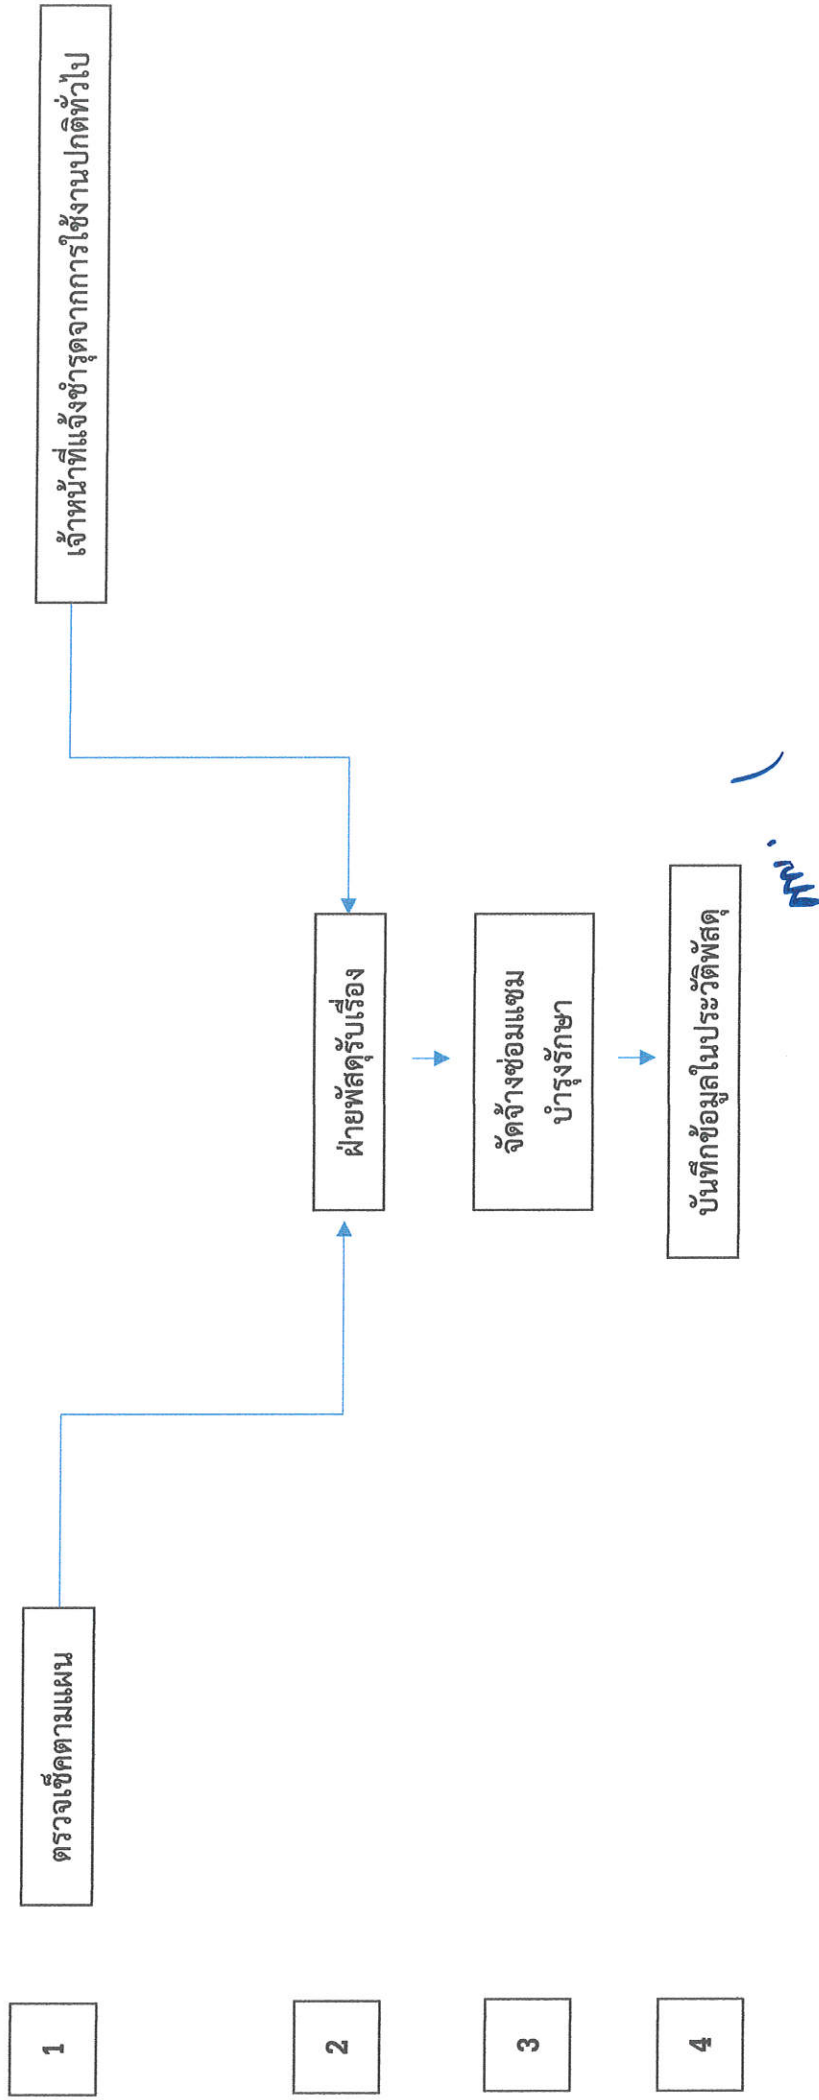 1
ตรวจเช็คตามแผน
เจ้าหน้าที่แจ้งชำรุดจากการใช้งานปกติทั่วไป
2
ฝ่ายพัสดุรับเรื่อง
3
จัดจ้างซ่อมแซม
บำรุงรักษา
4
บันทึกข้อมูลในประวัติพัสดุ